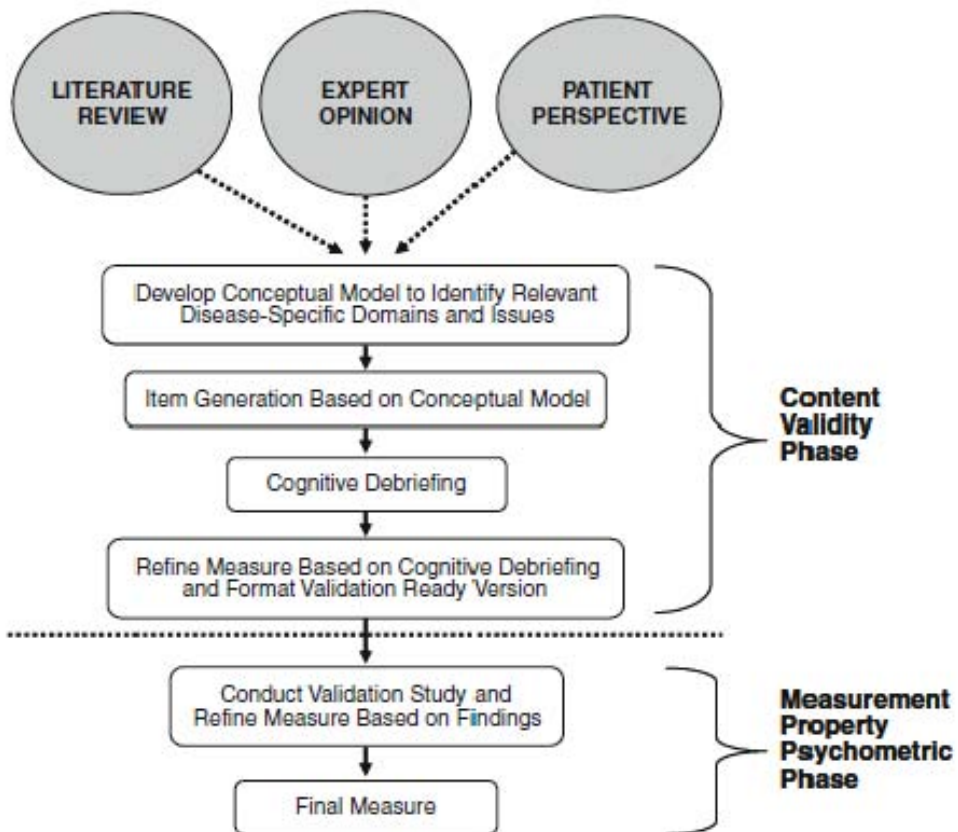 LITERATURE
REVIEW
EXPERT
OPINION
PATIENT
PERSPECTIVE
Develop Conceptual Model to Identify Relevant
Disease-Specific Domains and Issues
Item Generation Based on Conceptual Model
Cognitive Debriefing
Refine Measure Based on Cognitive Debriefing
and Format Validation Ready Version
Content
Validity
Phase
Conduct Validation Study and
Refine Measure Based on Findings
Final Measure
Measurement
Property
Psychometric
Phase